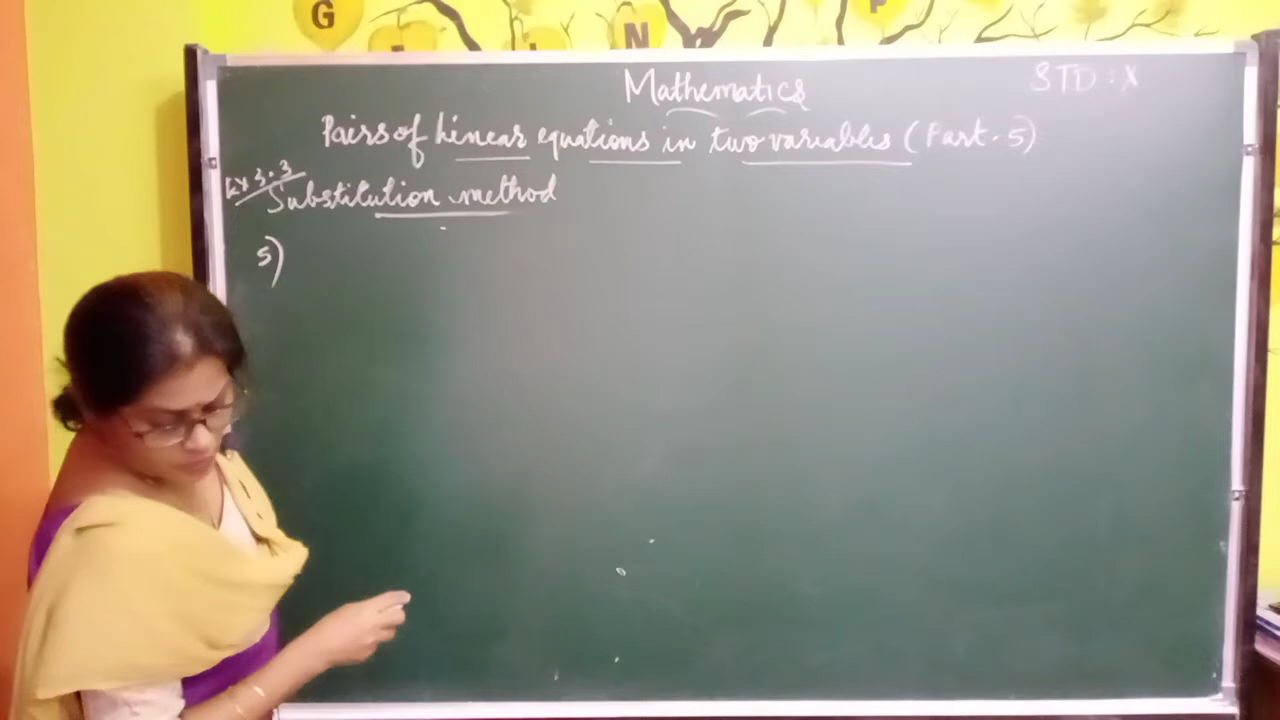 G I N P
Mathematics
STD : X
Pairs of Linear equations in two variables (Part. 5)
Ex 3.3
Substitution method
5)